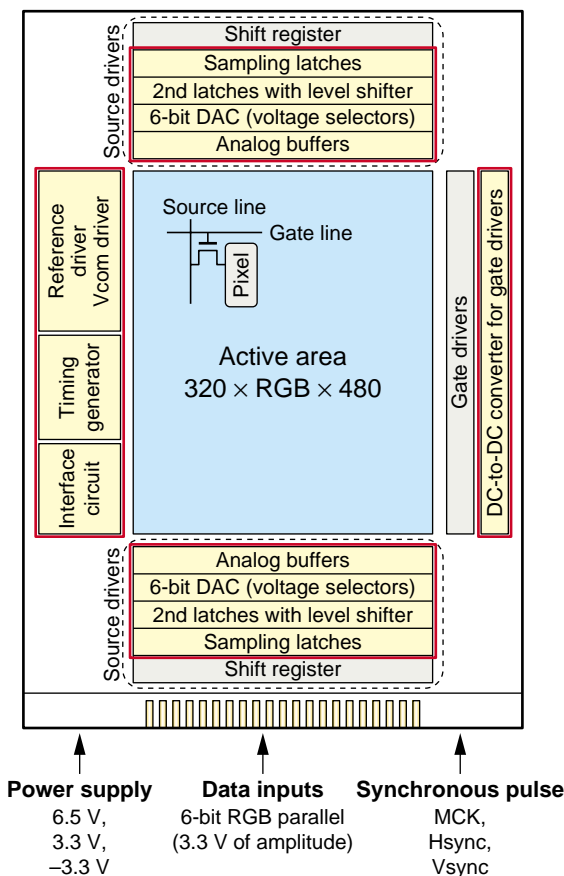 Source drivers
Shift register
Sampling latches
2nd latches with level shifter
6-bit DAC (voltage selectors)
Analog buffers
Reference
driver
Vcom driver
Timing
generator
Interface
circuit
Source line
Gate line
Pixel
Active area
320 × RGB × 480
Gate drivers
DC-to-DC converter for gate drivers
Source drivers
Analog buffers
6-bit DAC (voltage selectors)
2nd latches with level shifter
Sampling latches
Shift register
Power supply
6.5 V,
3.3 V,
–3.3 V
Data inputs
6-bit RGB parallel
(3.3 V of amplitude)
Synchronous pulse
MCK,
Hsync,
Vsync